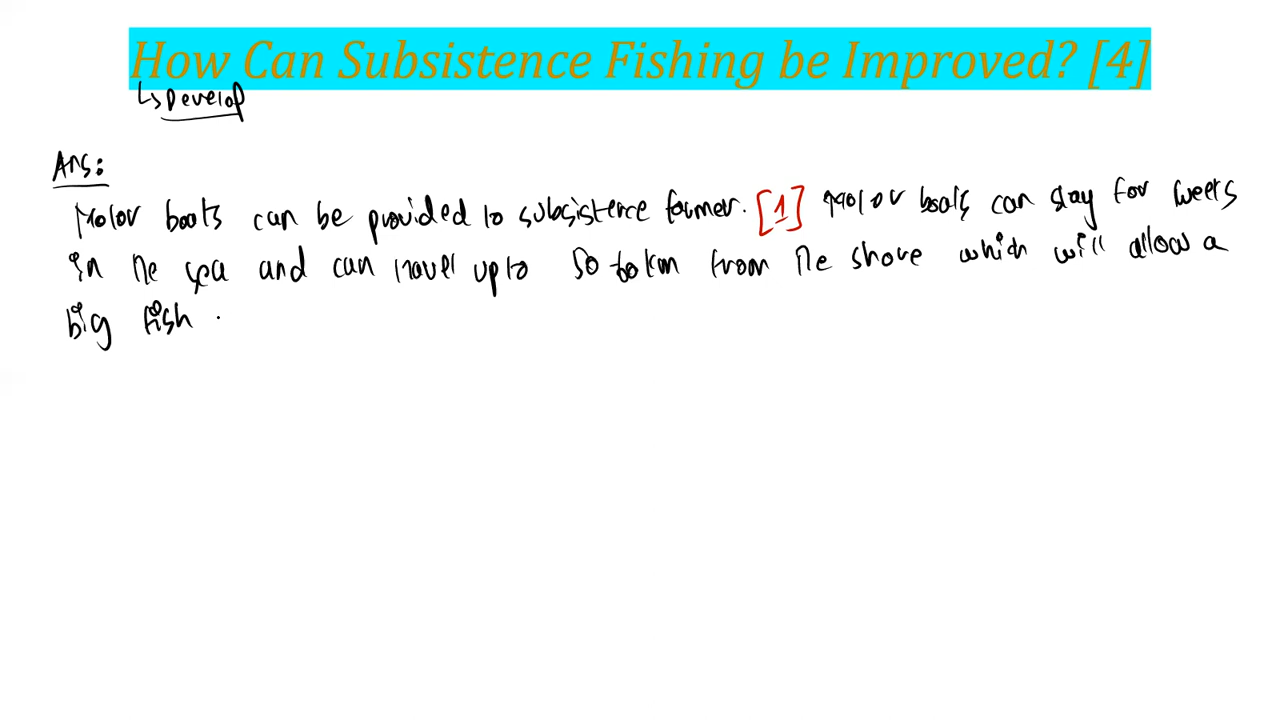 How Can Subsistence Fishing be Improved? [4]
↳ Develop
Ans:
Motor boats can be provided to subsistence farmer. [1] Motor boats can stay for weeks
in the sea and can travel upto 50 to km from the shore which will allow a
big fish